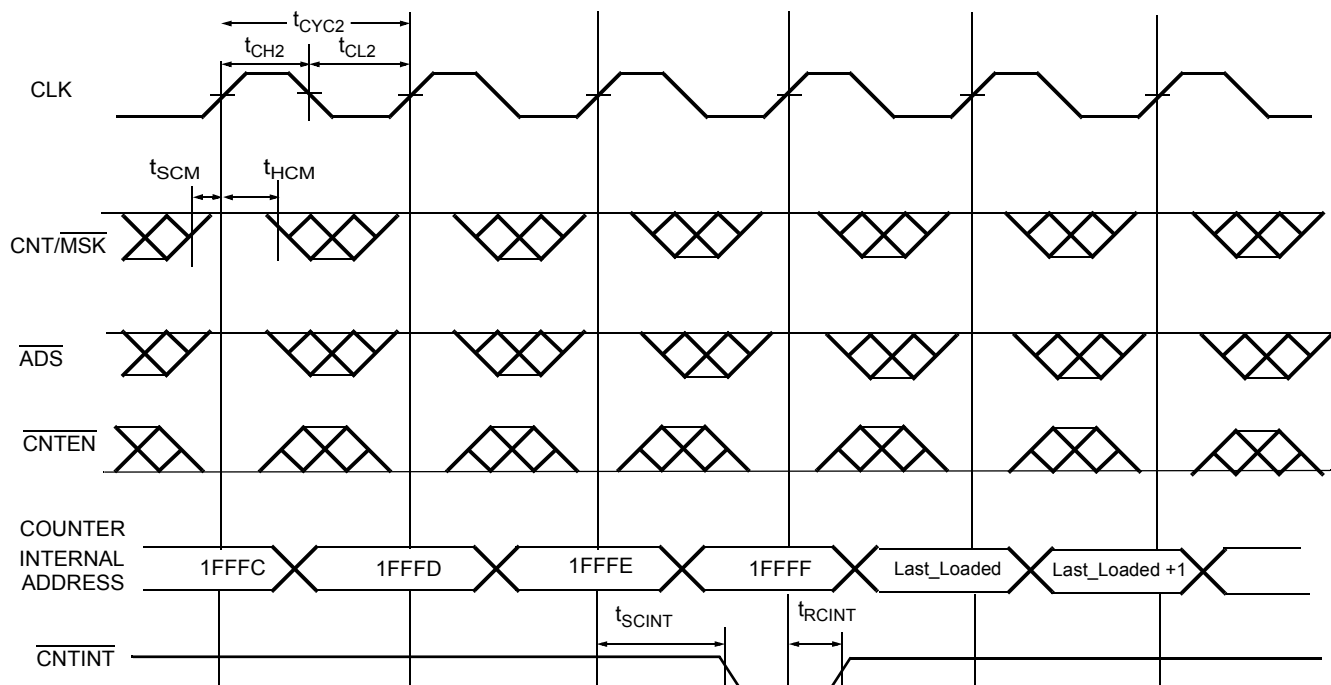 tCYC2
tCH2 tCL2
CLK
tSCM tHCM
CNT/MSK
ADS
CNTEN
COUNTER
INTERNAL
ADDRESS
1FFFC 1FFFD 1FFFE 1FFFF Last_Loaded Last_Loaded +1
tSCINT tRCINT
CNTINT